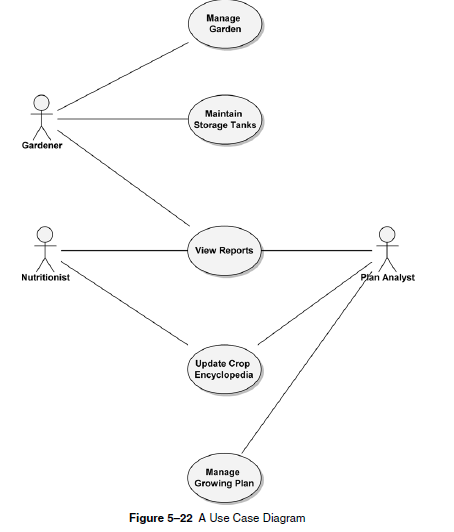 Manage
Garden
Maintain
Storage Tanks
Gardener
View Reports
Nutritionist
Plan Analyst
Update Crop
Encyclopedia
Manage
Growing Plan
Figure 5–22 A Use Case Diagram